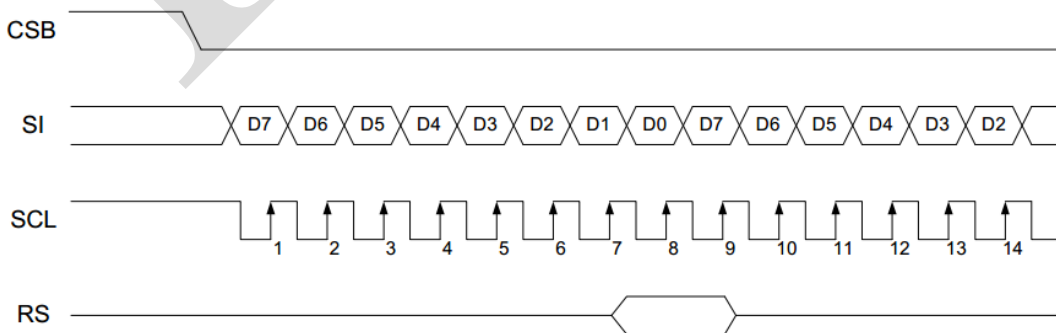 CSB
SI D7 D6 D5 D4 D3 D2 D1 D0 D7 D6 D5 D4 D3 D2
SCL
1 2 3 4 5 6 7 8 9 10 11 12 13 14
RS